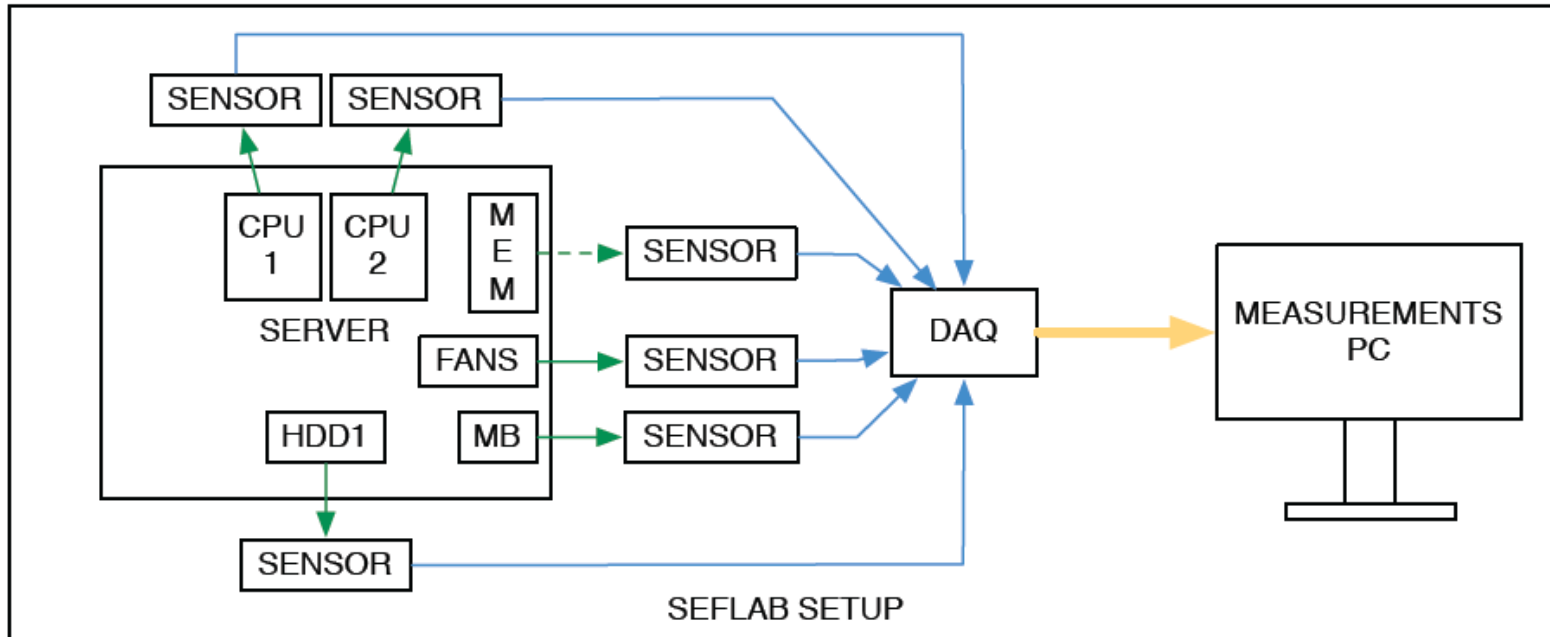 SENSOR
SENSOR
CPU
1
CPU
2
M
E
M
SENSOR
SERVER
FANS
SENSOR
DAQ
MEASUREMENTS
PC
HDD1
MB
SENSOR
SENSOR
SEFLAB SETUP